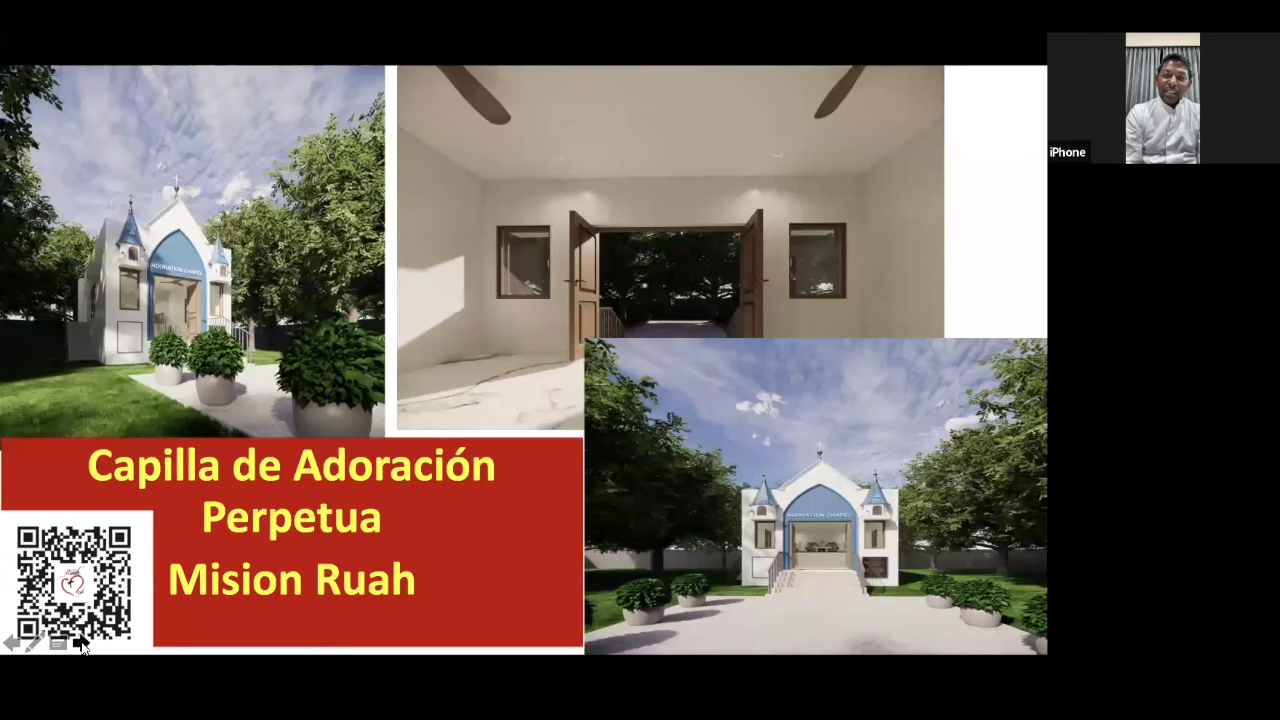 iPhone
ADORATION CHAPEL
Capilla de Adoración
Perpetua
Mision Ruah
ADORATION CHAPEL